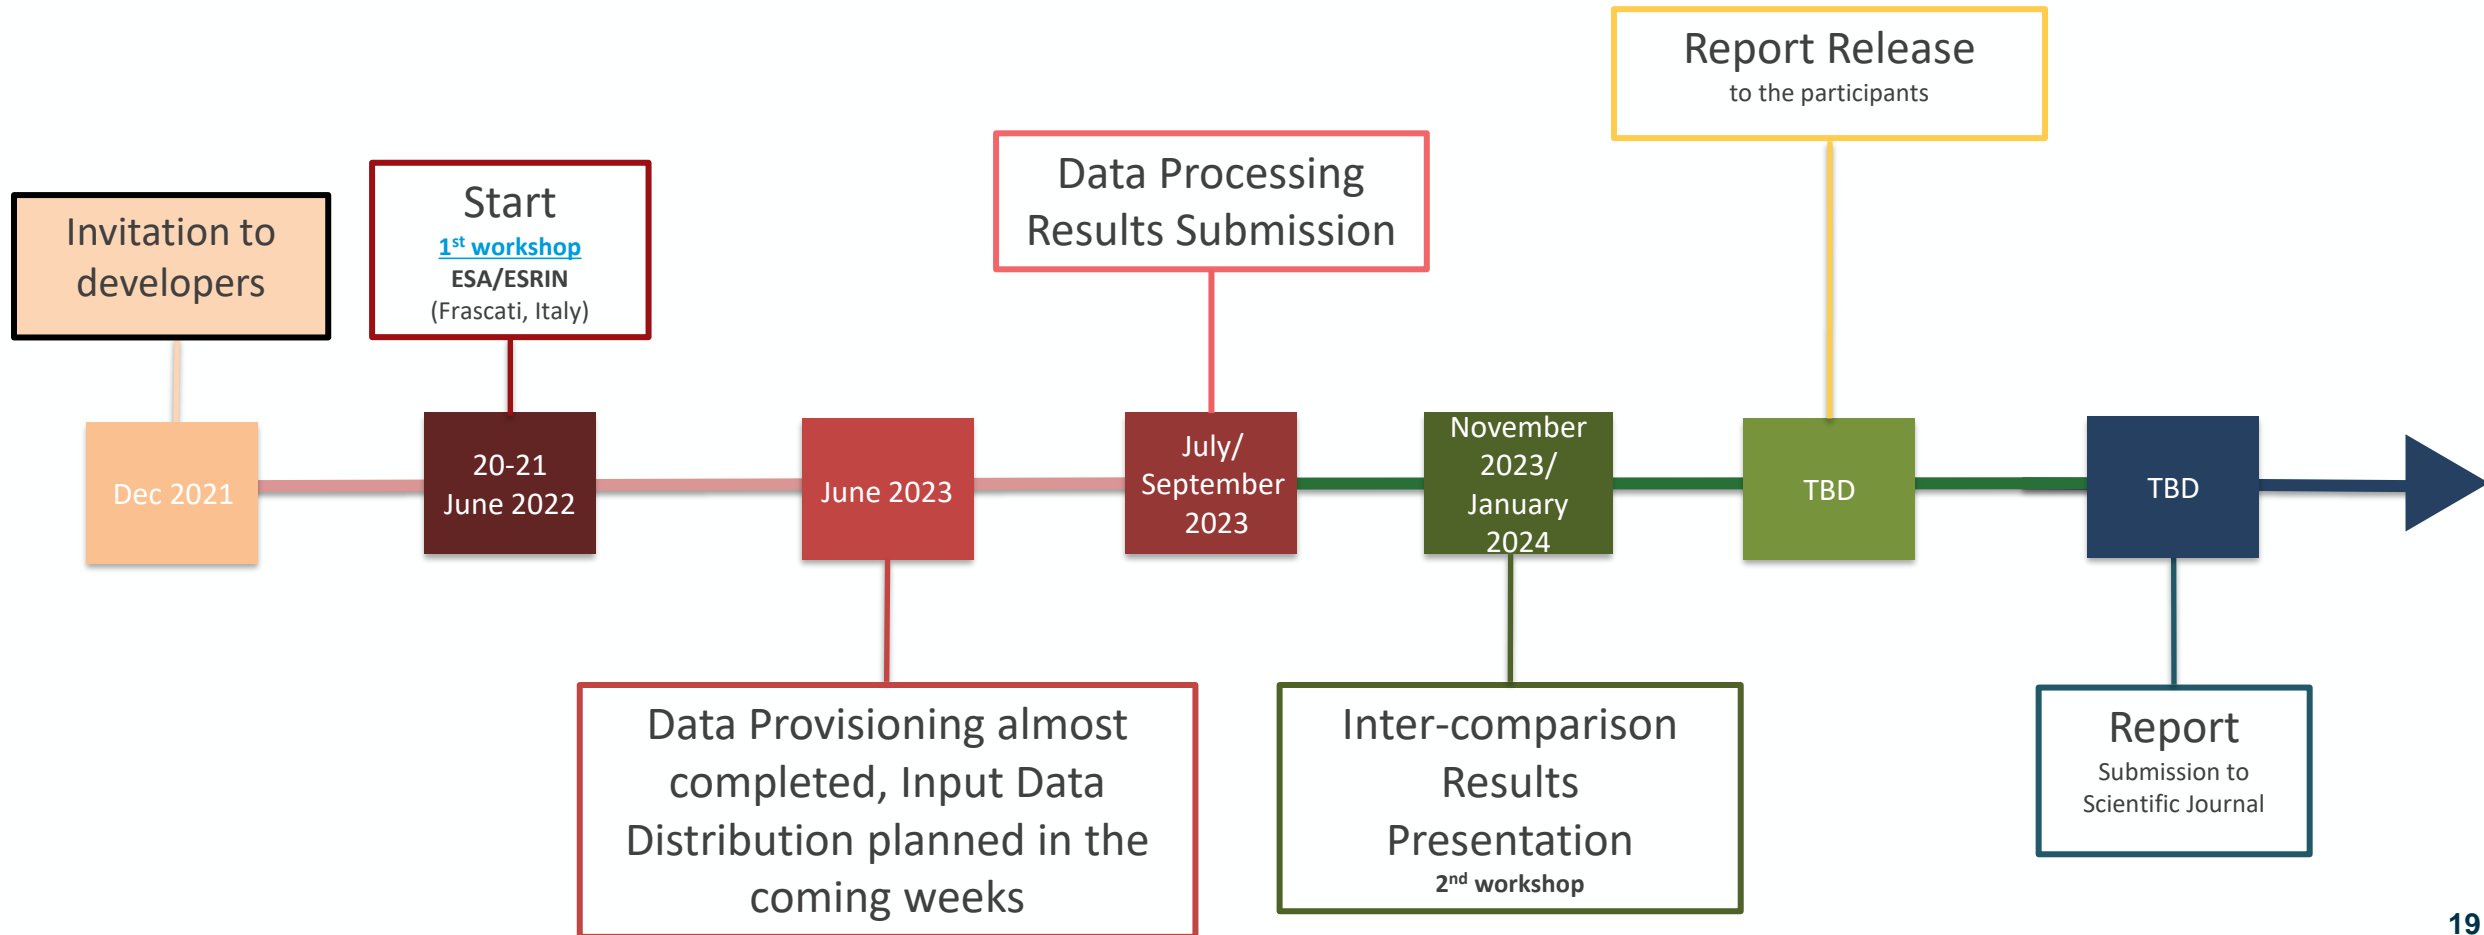 Report Release
to the participants
Data Processing
Results Submission
Start
1st workshop
ESA/ESRIN
(Frascati, Italy)
Invitation to
developers
Dec 2021
20-21
June 2022
June 2023
July/
September
2023
November
2023/
January
2024
TBD
TBD
Data Provisioning almost
completed, Input Data
Distribution planned in the
coming weeks
Inter-comparison
Results
Presentation
2nd workshop
Report
Submission to
Scientific Journal
19